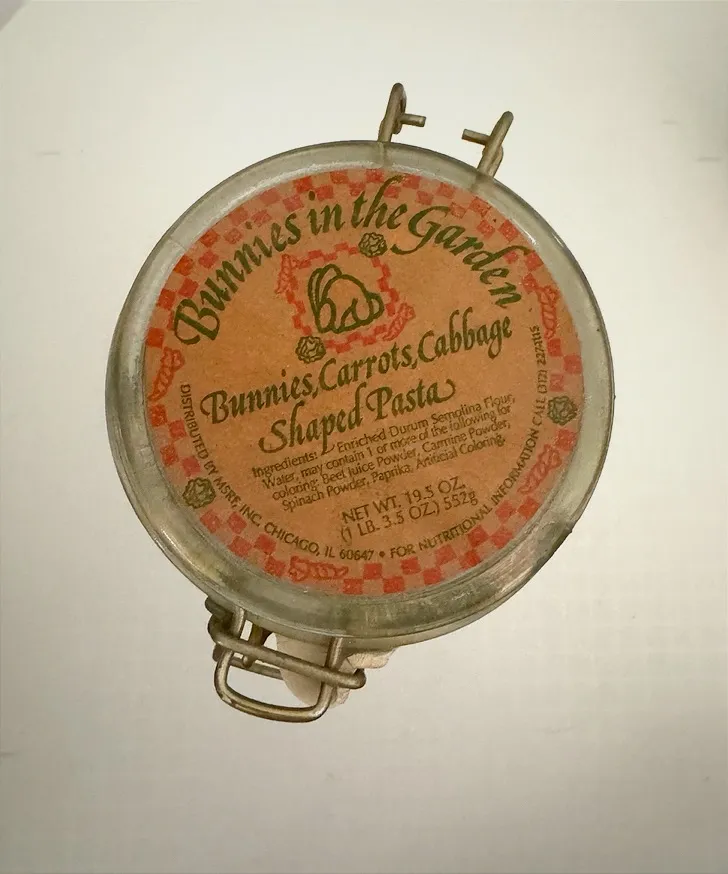 Bunnies in the Garden
Bunnies, Carrots, Cabbage
Shaped Pasta
Ingredients: Enriched Durum Semolina Flour,
Water, may contain 1 or more of the following for
coloring: Beet Juice Powder, Carmine Powder,
Spinach Powder, Paprika, Artificial Coloring.
NET WT. 19.5 OZ.
(1 LB. 3.5 OZ.) 552g
DISTRIBUTED BY MSRF, INC. CHICAGO, IL 60647 • FOR NUTRITIONAL INFORMATION CALL (312) 2274115